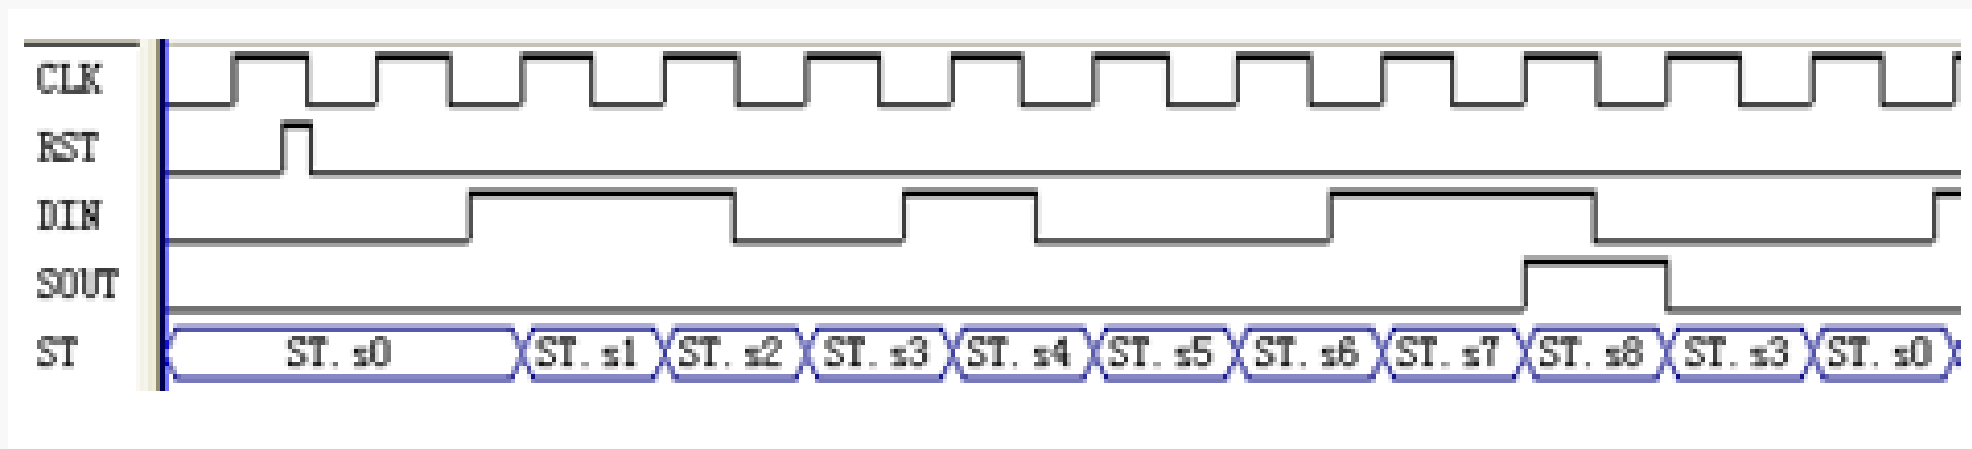 CLK
RST
DIN
SOUT
ST ST.s0 ST.s1 ST.s2 ST.s3 ST.s4 ST.s5 ST.s6 ST.s7 ST.s8 ST.s3 ST.s0